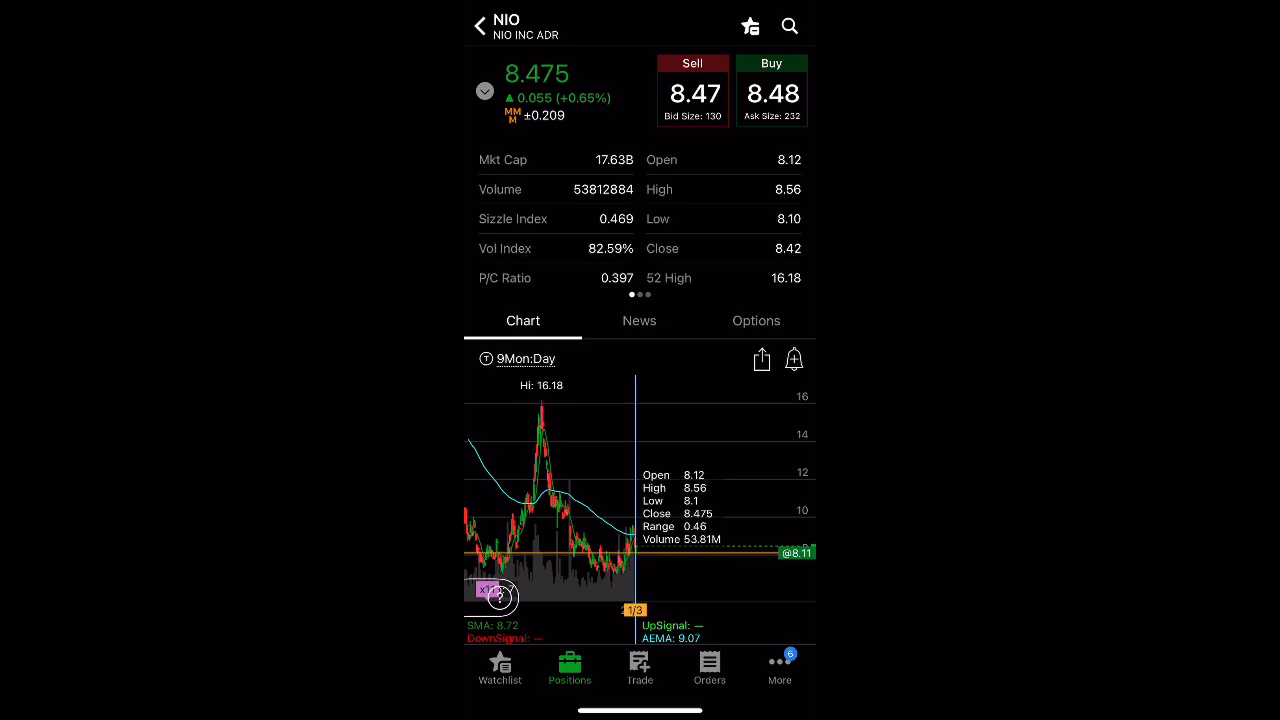 NIO
NIO INC ADR
8.475
0.055 (+0.65%)
MM
M ±0.209
Sell
8.47
Bid Size: 130
Buy
8.48
Ask Size: 232
Mkt Cap 17.63B Open 8.12
Volume 53812884 High 8.56
Sizzle Index 0.469 Low 8.10
Vol Index 82.59% Close 8.42
P/C Ratio 0.397 52 High 16.18
Chart News Options
T 9Mon:Day
Hi: 16.18
16
14
12
10
Open 8.12
High 8.56
Low 8.1
Close 8.475
Range 0.46
Volume 53.81M
@8.11
?
1/3
SMA: 8.72 UpSignal: —
DownSignal: — AEMA: 9.07
6
Watchlist Positions Trade Orders More